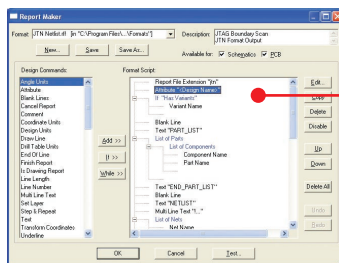 Report Maker
Format: JTN Netlist.rff [in "C:\Program Files\...\Formats"]
Description: JTAG Boundary Scan
JTN Format Output
New... Save Save As...
Available for: Schematics PCB
Design Commands:
Format Script:
Angle Units
Attribute
Blank Lines
Cancel Report
Comment
Coordinate Units
Design Units
Draw Line
Drill Table Units
End Of Line
Finish Report
Is Drawing Report
Line Length
Line Number
Multi Line Text
Set Layer
Step & Repeat
Text
Transform Coordinates
Underline
Add >>
If >>
While >>
Report File Extension "jtn"
Attribute "<Design Name>"
If "Has Variants"
Variant Name
Blank Line
Text "PART_LIST"
List of Parts
List of Components
Component Name
Part Name
Text "END_PART_LIST"
Blank Line
Text "NETLIST"
Multi Line Text "!..."
List of Nets
Net Name
Edit...
Copy
Delete
Disable
Up
Down
Delete All
Undo
Redo
OK Cancel Test...